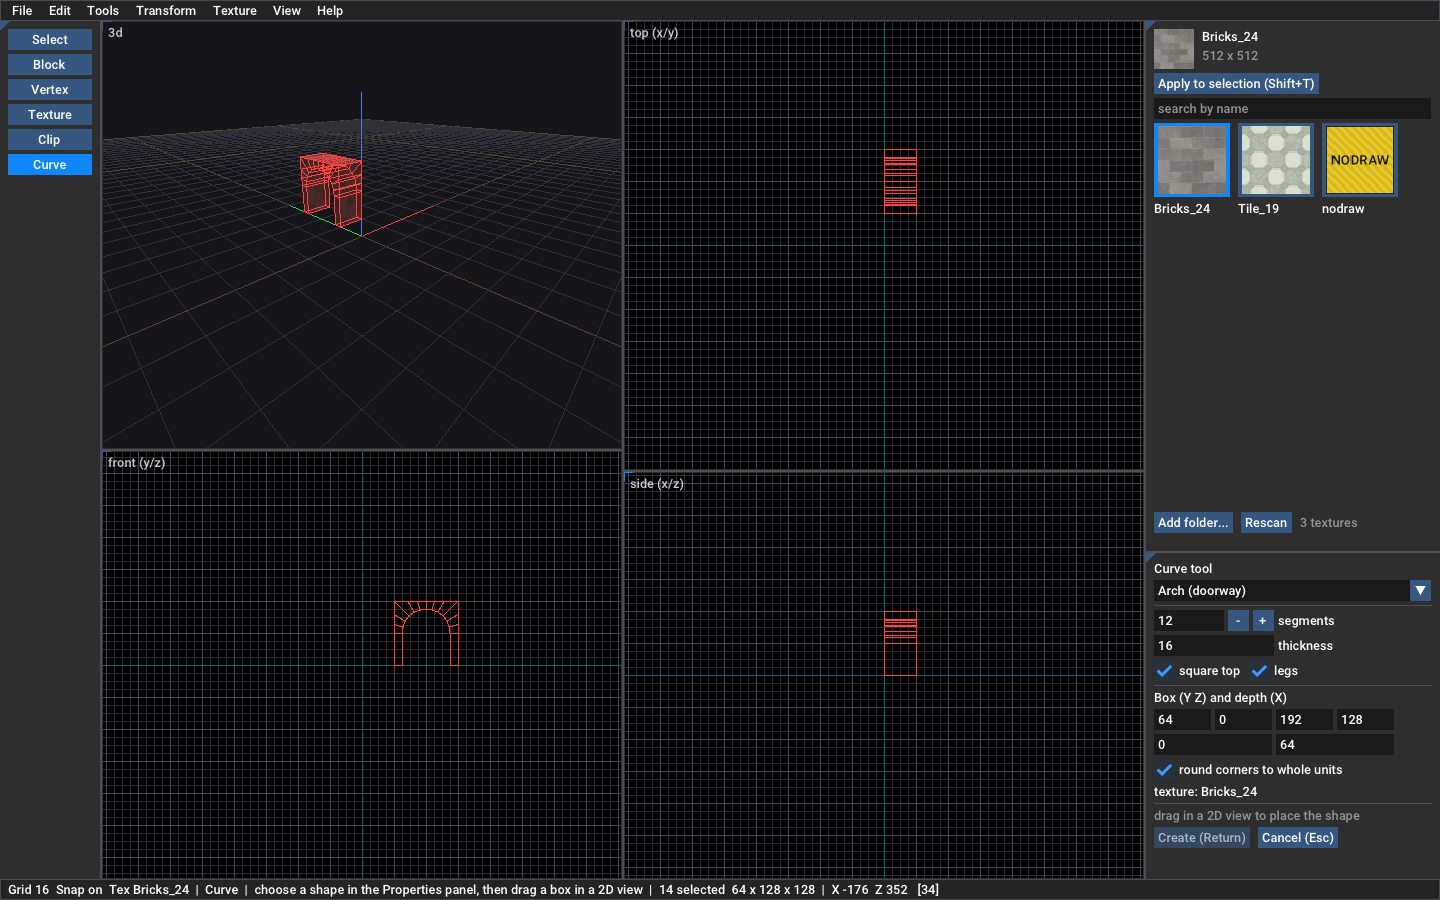 File Edit Tools Transform Texture View Help
Select
Block
Vertex
Texture
Clip
Curve
3d
top (x/y)
front (y/z)
side (x/z)
Bricks_24
512 x 512
Apply to selection (Shift+T)
search by name
NODRAW
Bricks_24 Tile_19 nodraw
Add folder... Rescan 3 textures
Curve tool
Arch (doorway)
12 - + segments
16 thickness
square top legs
Box (Y Z) and depth (X)
64 0 192 128
0 64
round corners to whole units
texture: Bricks_24
drag in a 2D view to place the shape
Create (Return) Cancel (Esc)
Grid 16 Snap on Tex Bricks_24 | Curve | choose a shape in the Properties panel, then drag a box in a 2D view | 14 selected 64 x 128 x 128 | X -176 Z 352 [34]